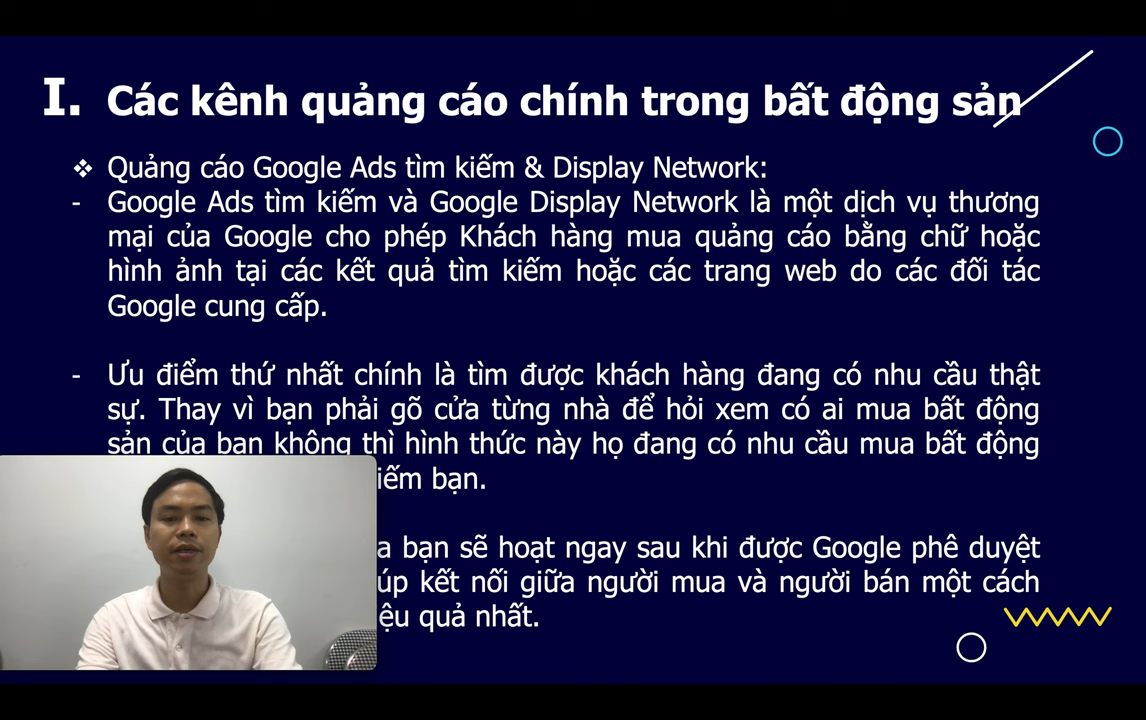 I. Các kênh quảng cáo chính trong bất động sản
❖ Quảng cáo Google Ads tìm kiếm & Display Network:
- Google Ads tìm kiếm và Google Display Network là một dịch vụ thương
mại của Google cho phép Khách hàng mua quảng cáo bằng chữ hoặc
hình ảnh tại các kết quả tìm kiếm hoặc các trang web do các đối tác
Google cung cấp.
- Ưu điểm thứ nhất chính là tìm được khách hàng đang có nhu cầu thật
sự. Thay vì bạn phải gõ cửa từng nhà để hỏi xem có ai mua bất động
sản của bạn không thì hình thức này họ đang có nhu cầu mua bất động
bạn.
bạn sẽ hoạt ngay sau khi được Google phê duyệt
kết nối giữa người mua và người bán một cách
quả nhất.